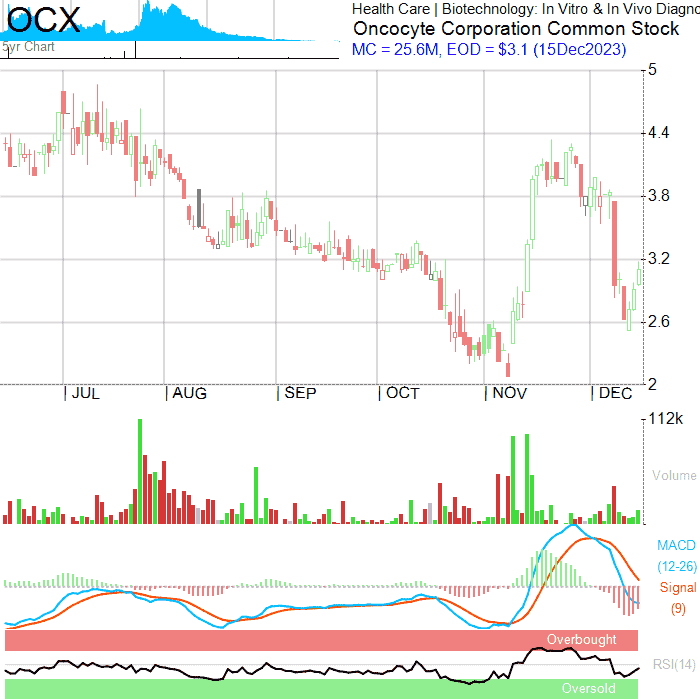 OCX
5yr Chart
Health Care | Biotechnology: In Vitro & In Vivo Diagno
Oncocyte Corporation Common Stock
MC = 25.6M, EOD = $3.1 (15Dec2023)
5
4.4
3.8
3.2
2.6
2
| JUL | AUG | SEP | OCT | NOV | DEC
112k
Volume
MACD
(12-26)
Signal
(9)
Overbought
RSI(14)
Oversold